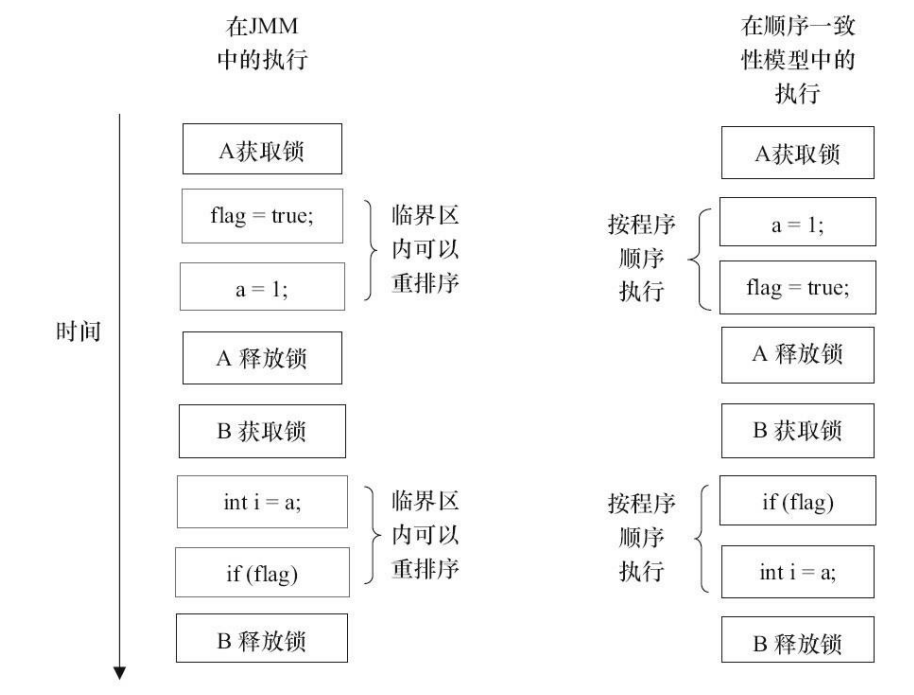 在JMM
中的执行
在顺序一致
性模型中的
执行
时间
A获取锁
flag = true;
a = 1;
临界区
内可以
重排序
A 释放锁
B 获取锁
int i = a;
if (flag)
临界区
内可以
重排序
B 释放锁
A获取锁
按程序
顺序
执行
a = 1;
flag = true;
A 释放锁
B 获取锁
按程序
顺序
执行
if (flag)
int i = a;
B 释放锁